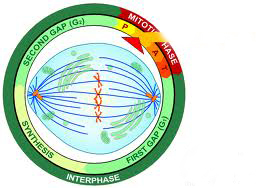 MITOTIC PHASE
P
M
A
T
SECOND GAP (G₂)
FIRST GAP (G₁)
SYNTHESIS
INTERPHASE